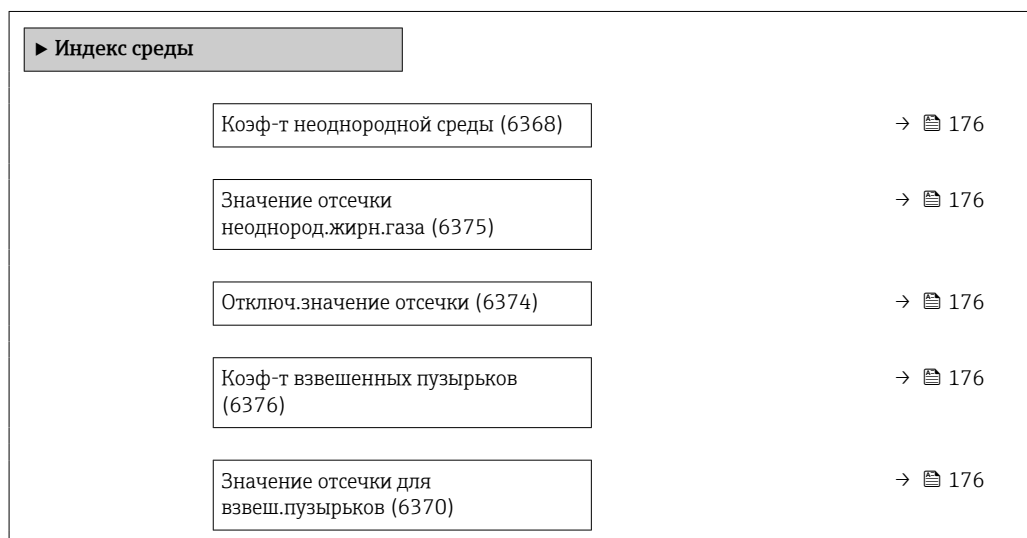 ▶ Индекс среды
Коэф-т неоднородной среды (6368) → 176
Значение отсечки → 176
неоднород.жирн.газа (6375)
Отключ.значение отсечки (6374) → 176
Коэф-т взвешенных пузырьков → 176
(6376)
Значение отсечки для → 176
взвеш.пузырьков (6370)